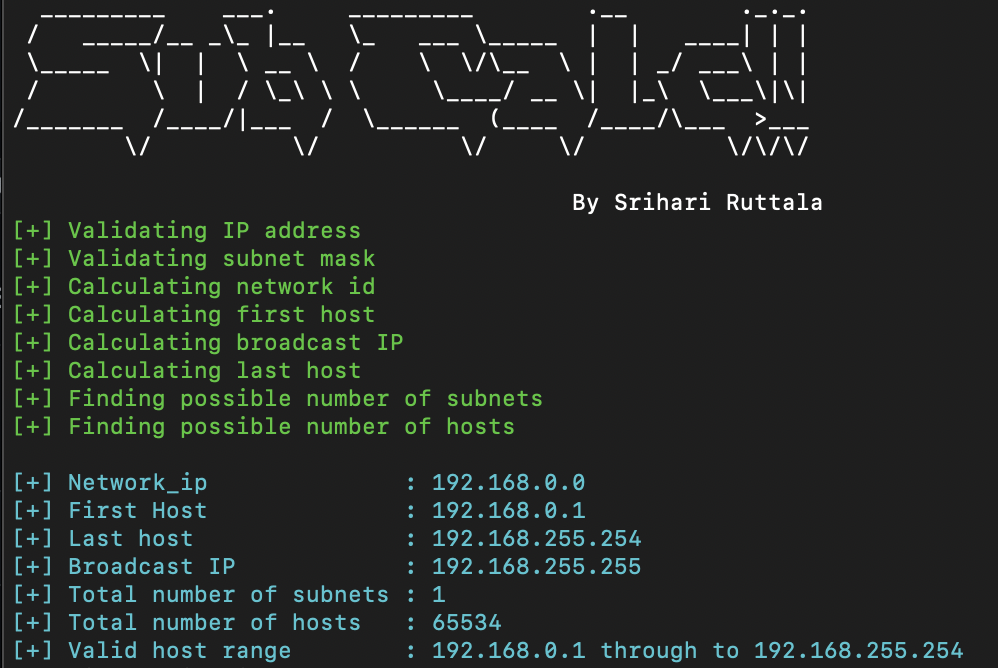 Sub Calci
By Srihari Ruttala
[+] Validating IP address
[+] Validating subnet mask
[+] Calculating network id
[+] Calculating first host
[+] Calculating broadcast IP
[+] Calculating last host
[+] Finding possible number of subnets
[+] Finding possible number of hosts
[+] Network_ip : 192.168.0.0
[+] First Host : 192.168.0.1
[+] Last host : 192.168.255.254
[+] Broadcast IP : 192.168.255.255
[+] Total number of subnets : 1
[+] Total number of hosts : 65534
[+] Valid host range : 192.168.0.1 through to 192.168.255.254